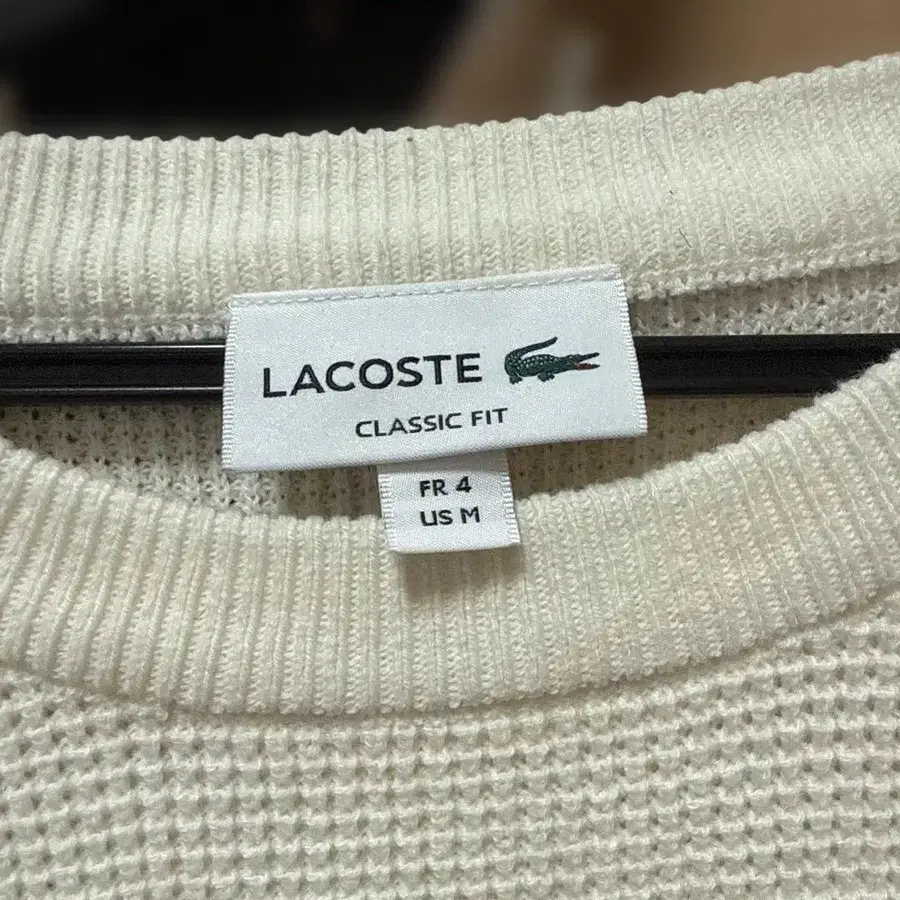 LACOSTE
CLASSIC FIT
FR 4
US M